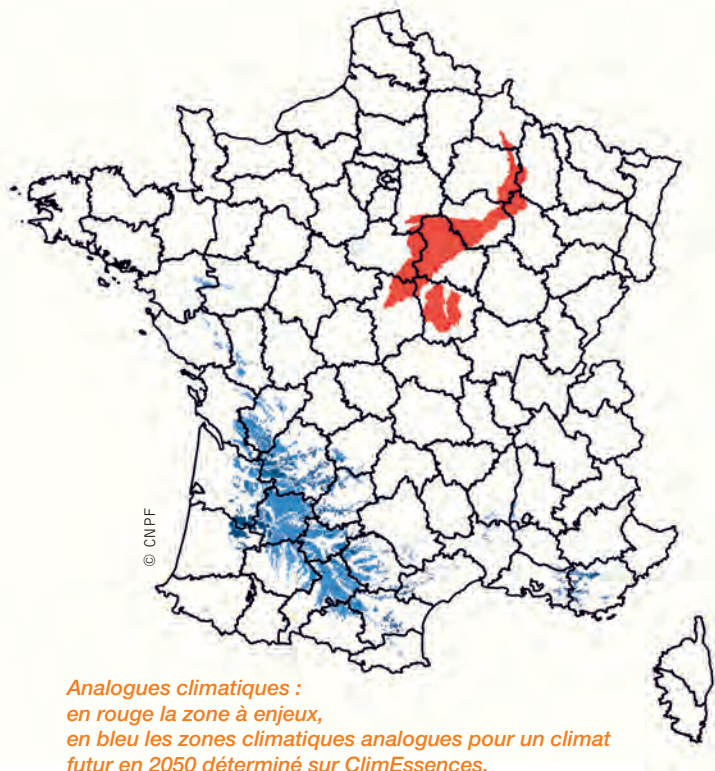 © CNPF
Analogues climatiques :
en rouge la zone à enjeux,
en bleu les zones climatiques analogues pour un climat
futur en 2050 déterminé sur ClimEssences.